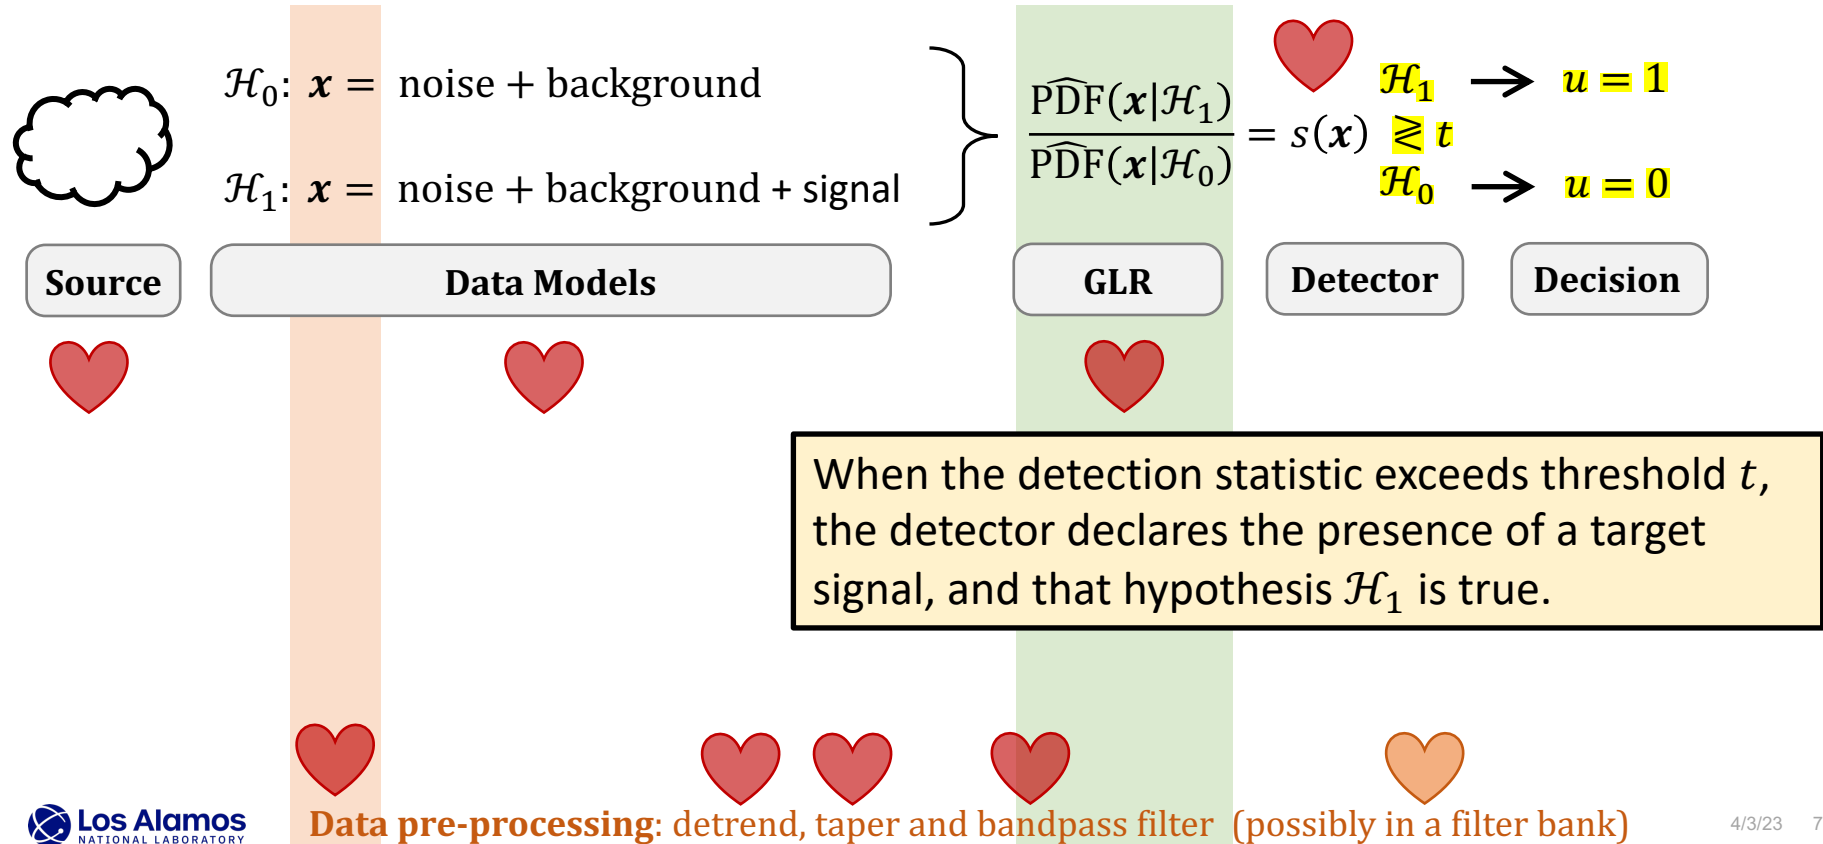 ℋ₀: x = noise + background
ℋ₁: x = noise + background + signal
PDF̂(x|ℋ₁)
PDF̂(x|ℋ₀)
= s(x) ≷ t
ℋ₁ → u = 1
ℋ₀ → u = 0
Source
Data Models
GLR
Detector
Decision
When the detection statistic exceeds threshold t,
the detector declares the presence of a target
signal, and that hypothesis ℋ₁ is true.
Los Alamos
NATIONAL LABORATORY
Data pre-processing: detrend, taper and bandpass filter (possibly in a filter bank)
4/3/23 7